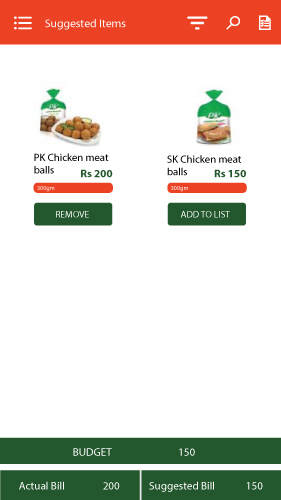 Suggested Items
PK Chicken meat
balls
Rs 200
300gm
REMOVE
SK Chicken meat
balls
Rs 150
300gm
ADD TO LIST
BUDGET 150
Actual Bill 200
Suggested Bill 150